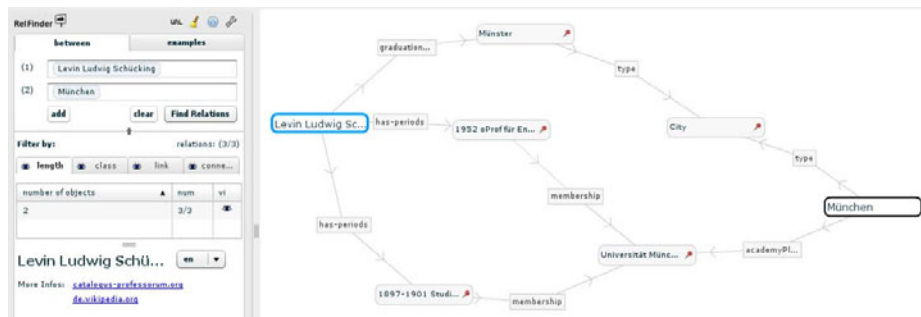 RelFinder
URL
between
examples
(1) Levin Ludwig Schücking
(2) München
add
clear
Find Relations
Filter by:
relations: (3/3)
length
class
link
conne...
number of objects
num
vi
2
3/3
Levin Ludwig Schü...
en
More Infos: catalogus-professorum.org
de.wikipedia.org
Münster
graduation...
type
Levin Ludwig Sc...
has-periods
1952 oProf für En...
City
type
membership
München
has-periods
academyPl...
Universität Münc...
1897-1901 Studi...
membership